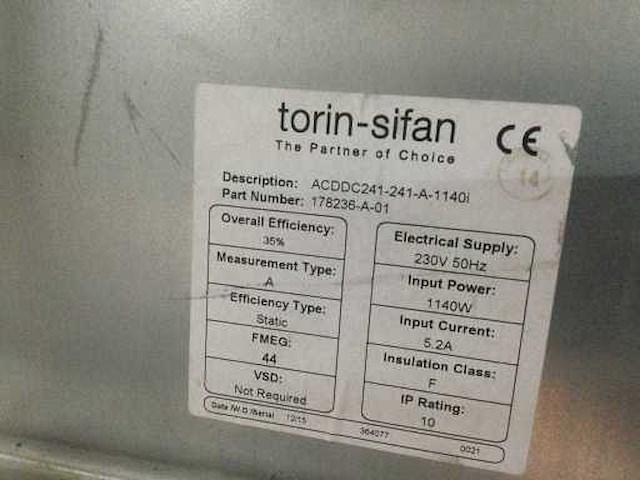 torin-sifan
CE
The Partner of Choice
14
Description: ACDDC241-241-A-1140i
Part Number: 178236-A-01
Overall Efficiency:
35%
Measurement Type:
A
Efficiency Type:
Static
FMEG:
44
VSD:
Not Required
Electrical Supply:
230V 50Hz
Input Power:
1140W
Input Current:
5.2A
Insulation Class:
F
IP Rating:
10
Date /W.O /Serial 12/15 364077 0021